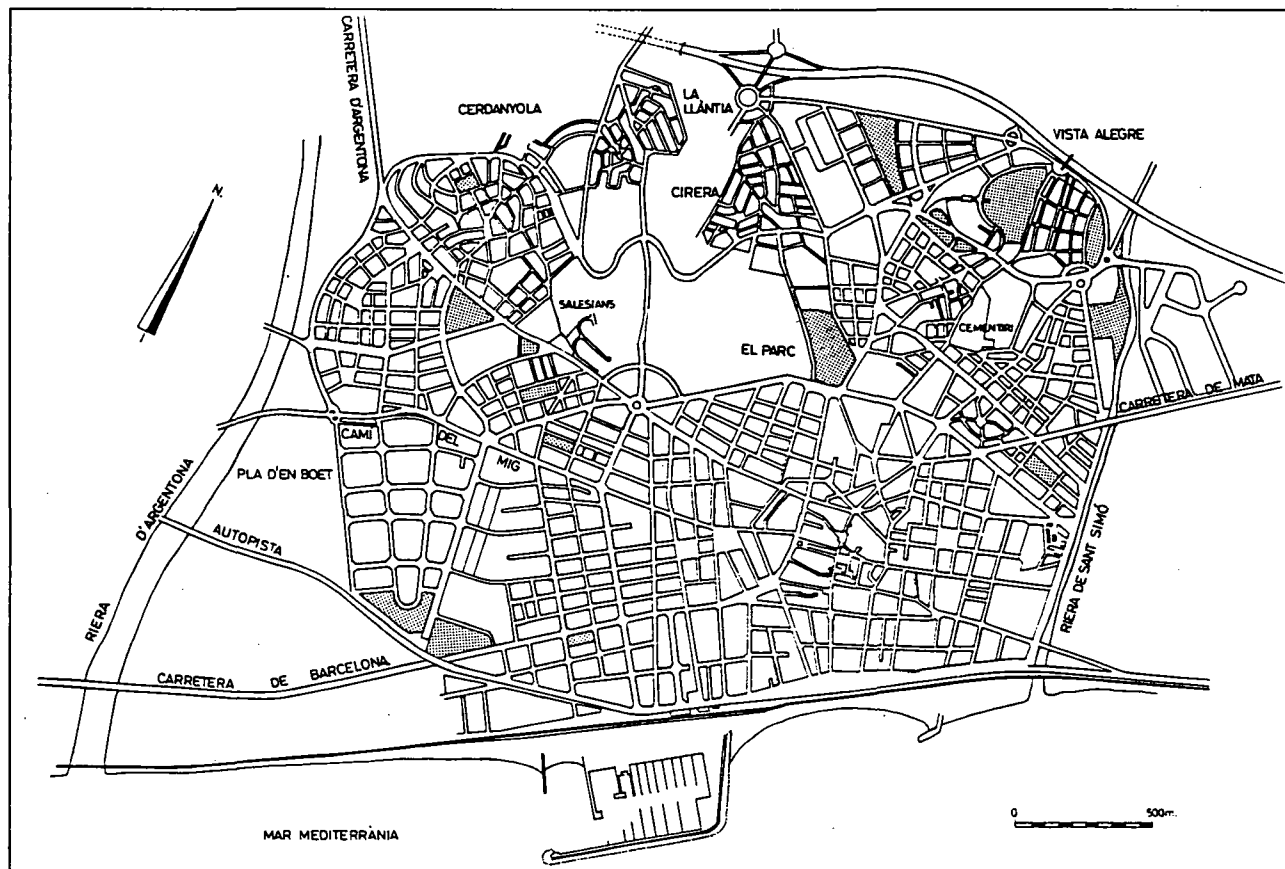 CARRETERA D'ARGENTONA
CERDANYOLA
LA
LLÀNTIA
VISTA ALEGRE
N.
CIRERA
SALESIANS
EL PARC
CEMENTIRI
CARRETERA DE MATA
CAMI DEL MIG
PLA D'EN BOET
RIERA D'ARGENTONA
AUTOPISTA
RIERA DE SANT SIMÓ
CARRETERA DE BARCELONA
MAR MEDITERRÀNIA
0 500m.